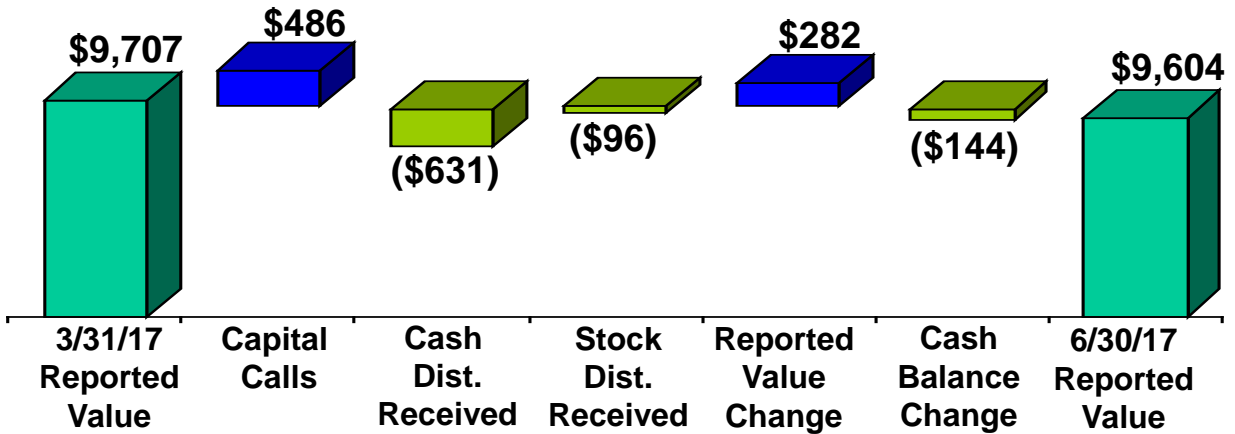 $9,707
$486
($631)
($96)
$282
($144)
$9,604
3/31/17
Reported
Value
Capital
Calls
Cash
Dist.
Received
Stock
Dist.
Received
Reported
Value
Change
Cash
Balance
Change
6/30/17
Reported
Value